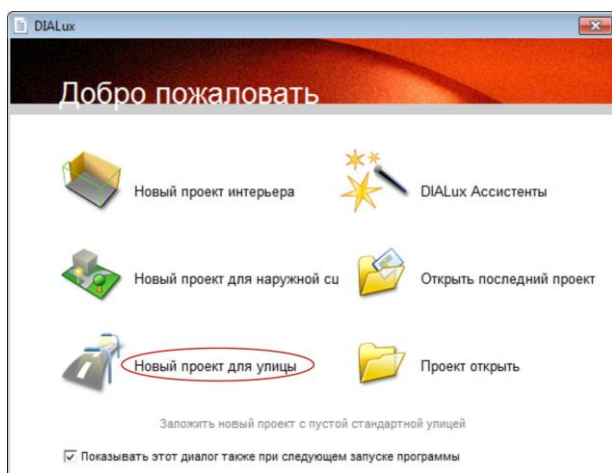 DIALux
Добро пожаловать
Новый проект интерьера
DIALux Ассистенты
Новый проект для наружной сц
Открыть последний проект
Новый проект для улицы
Проект открыть
Заложить новый проект с пустой стандартной улицей
Показывать этот диалог также при следующем запуске программы